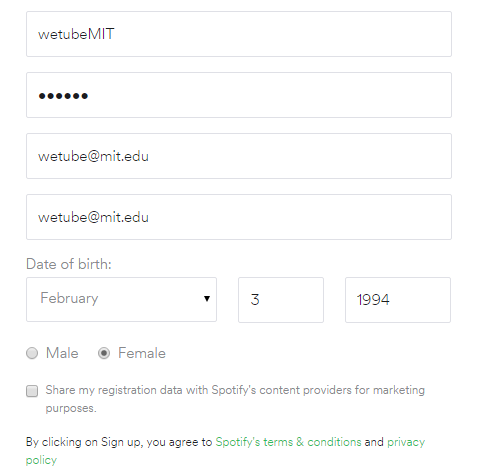 wetubeMIT
••••••
wetube@mit.edu
wetube@mit.edu
Date of birth:
February 3 1994
Male Female
Share my registration data with Spotify's content providers for marketing
purposes.
By clicking on Sign up, you agree to Spotify's terms & conditions and privacy
policy